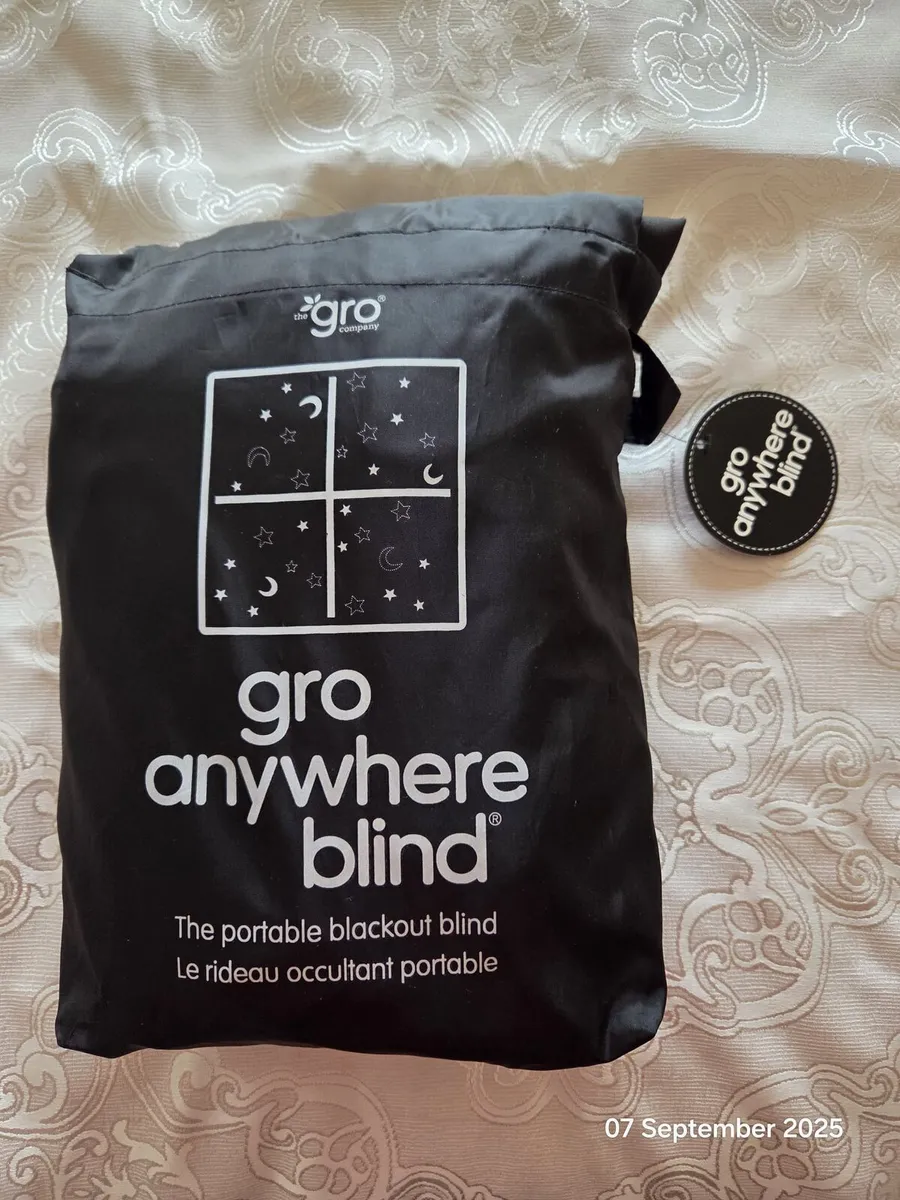 the gro®
company
gro
anywhere
blind®
The portable blackout blind
Le rideau occultant portable
gro
anywhere
blind
07 September 2025